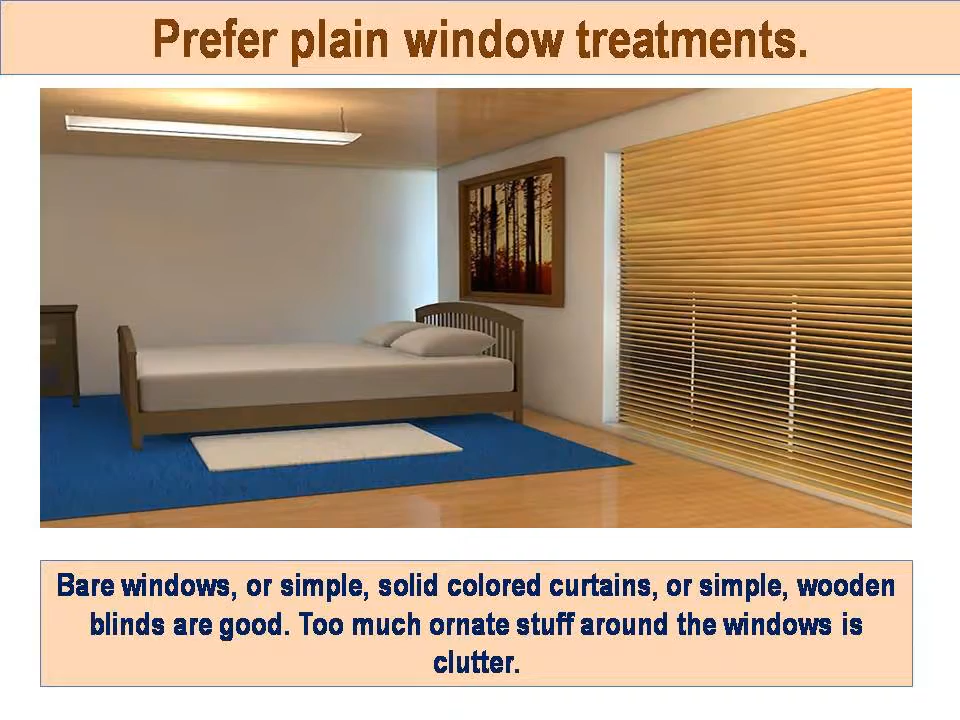 Prefer plain window treatments.
Bare windows, or simple, solid colored curtains, or simple, wooden
blinds are good. Too much ornate stuff around the windows is
clutter.